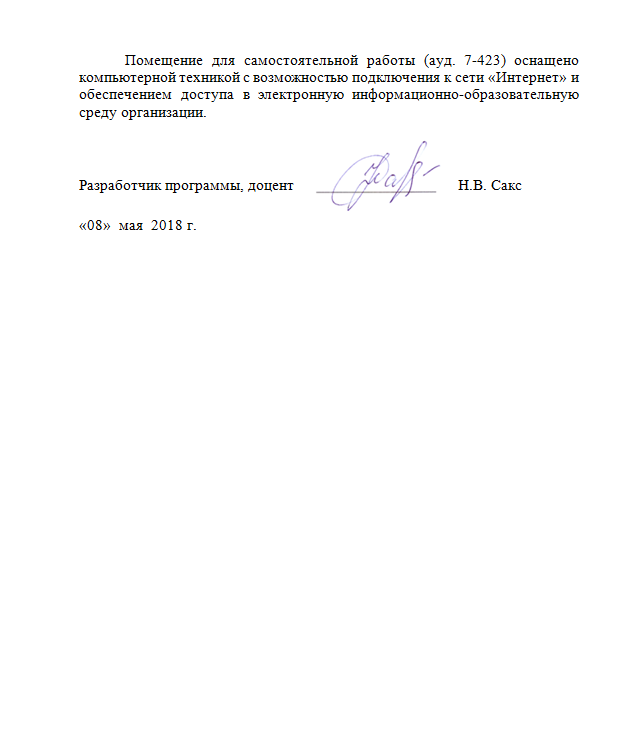 Помещение для самостоятельной работы (ауд. 7-423) оснащено
компьютерной техникой с возможностью подключения к сети «Интернет» и
обеспечением доступа в электронную информационно-образовательную
среду организации.
Разработчик программы, доцент Н.В. Сакс
«08» мая 2018 г.